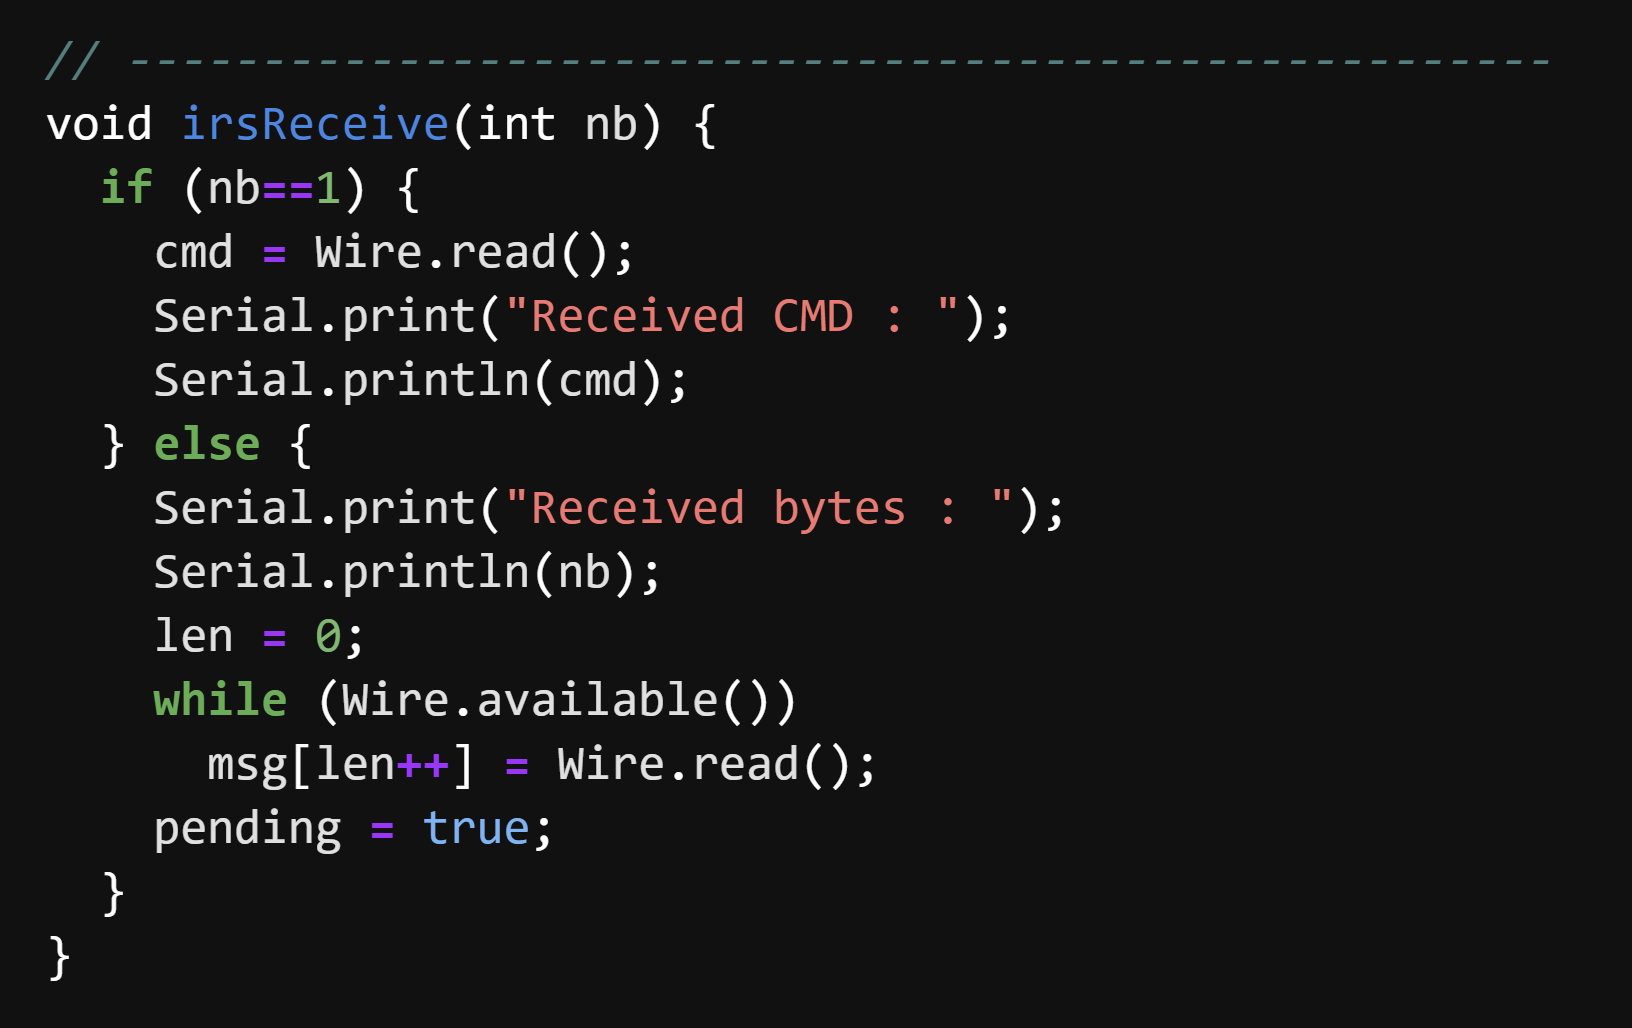 // -----------------------------------------------------
void irsReceive(int nb) {
  if (nb==1) {
    cmd = Wire.read();
    Serial.print("Received CMD : ");
    Serial.println(cmd);
  } else {
    Serial.print("Received bytes : ");
    Serial.println(nb);
    len = 0;
    while (Wire.available())
      msg[len++] = Wire.read();
    pending = true;
  }
}